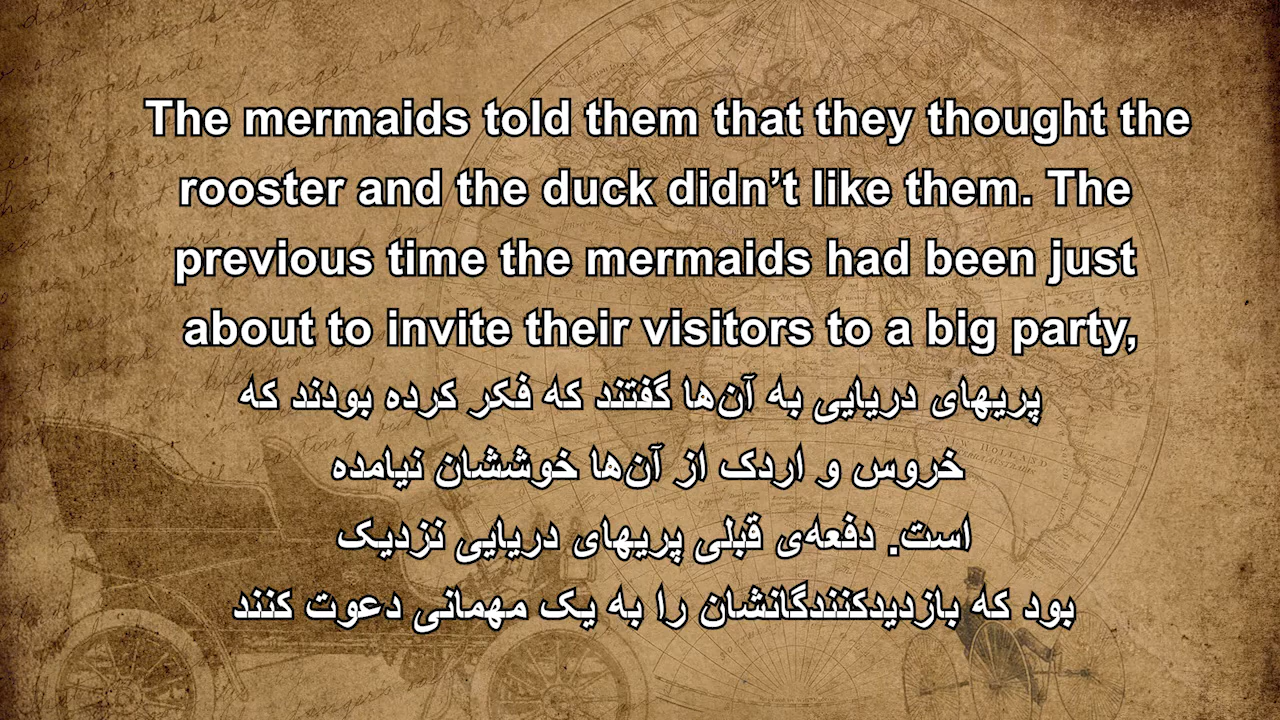 The mermaids told them that they thought the
rooster and the duck didn’t like them. The
previous time the mermaids had been just
about to invite their visitors to a big party,
پریهای دریایی به آن‌ها گفتند که فکر کرده بودند که
خروس و اردک از آن‌ها خوششان نیامده
است. دفعه‌ی قبلی پریهای دریایی نزدیک
بود که بازدیدکنندگانشان را به یک مهمانی دعوت کنند